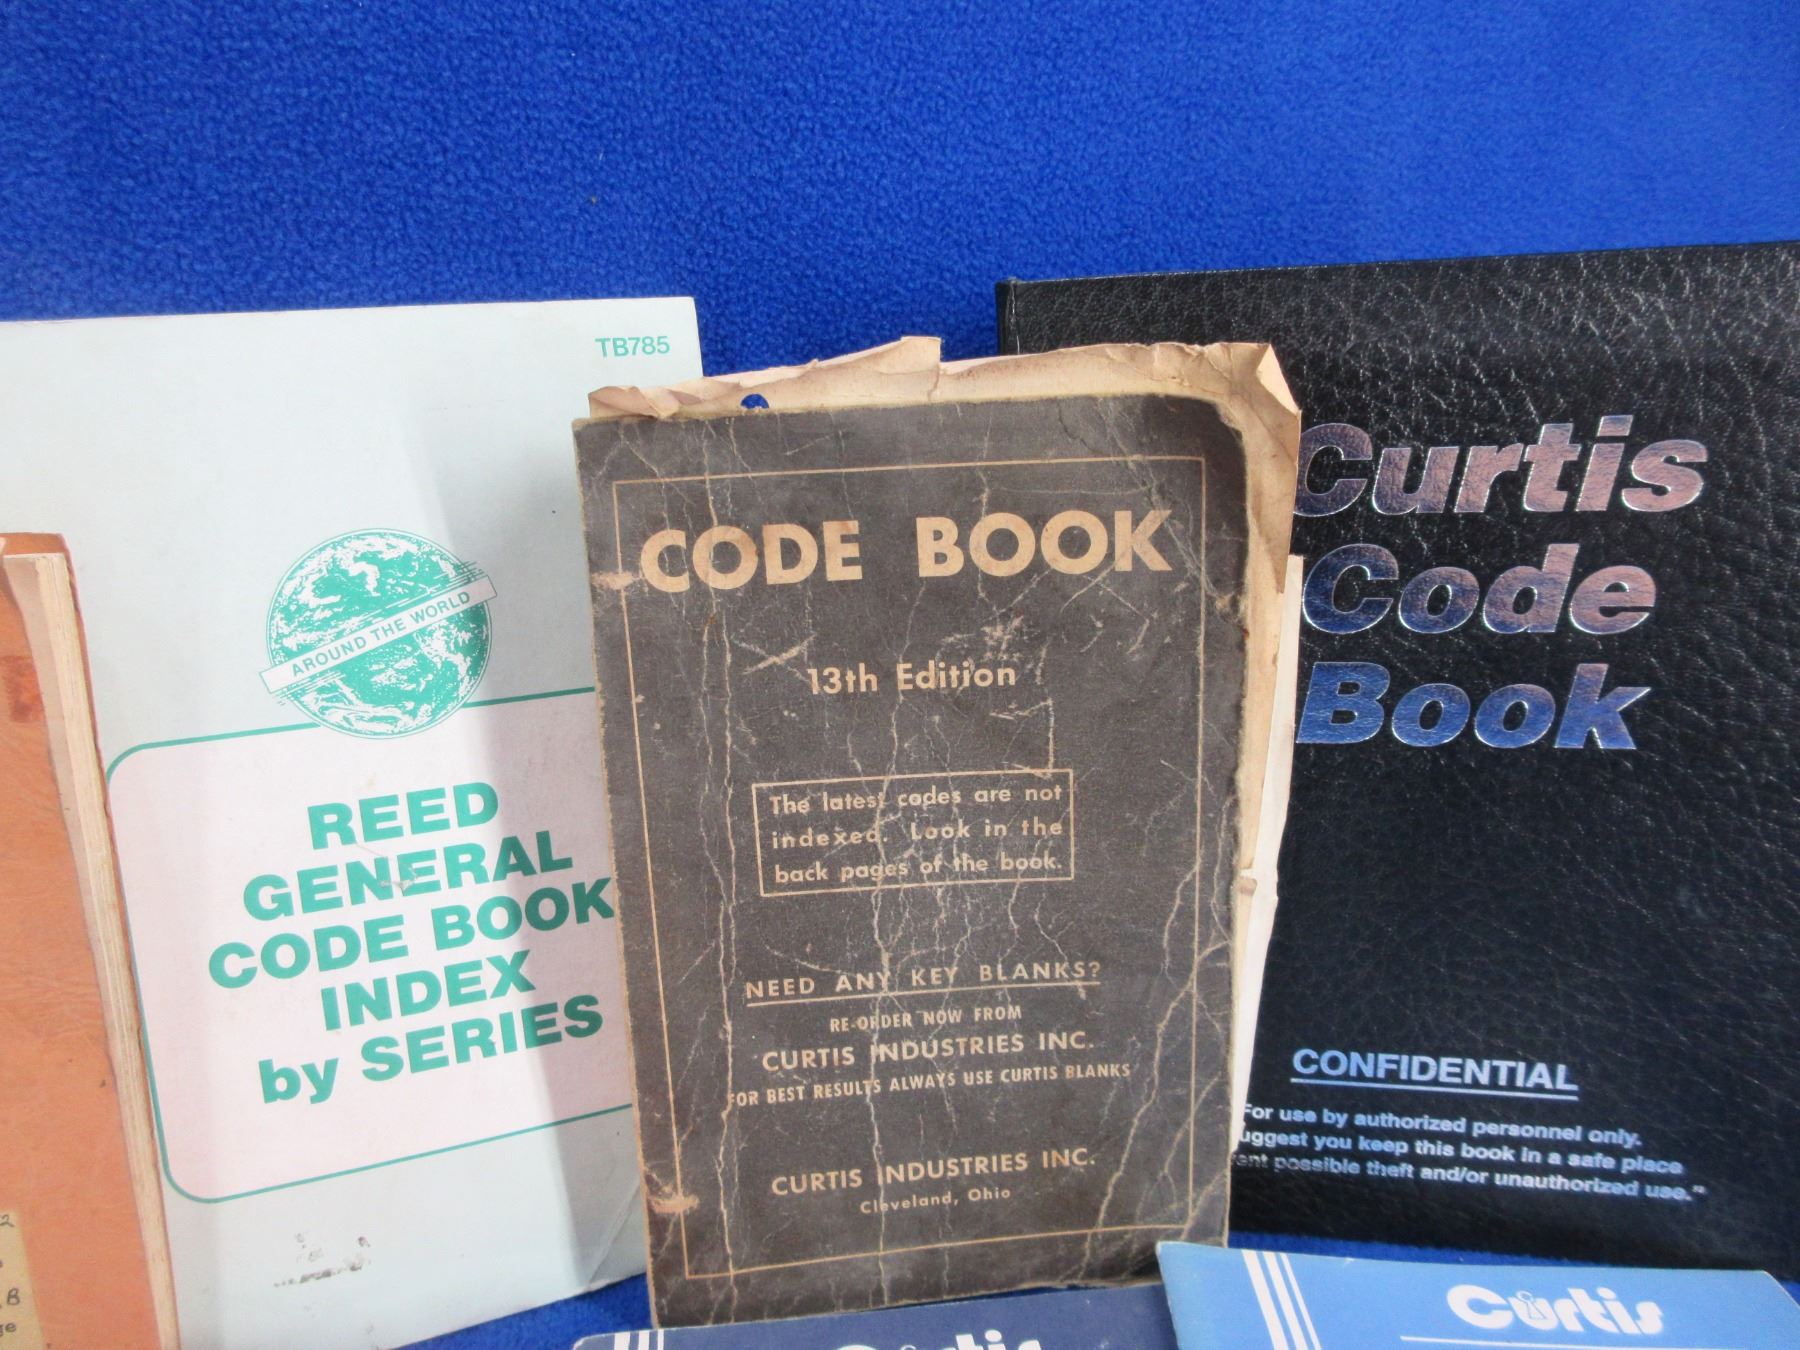 TB785
AROUND THE WORLD
REED
GENERAL
CODE BOOK
INDEX
by SERIES
CODE BOOK
13th Edition
The latest codes are not
indexed. Look in the
back pages of the book.
NEED ANY KEY BLANKS?
RE-ORDER NOW FROM
CURTIS INDUSTRIES INC.
FOR BEST RESULTS ALWAYS USE CURTIS BLANKS
CURTIS INDUSTRIES INC.
Cleveland, Ohio
Curtis
Code
Book
CONFIDENTIAL
For use by authorized personnel only.
you keep this book in a safe place
possible theft and/or unauthorized use."
Curtis
Curtis
2
B